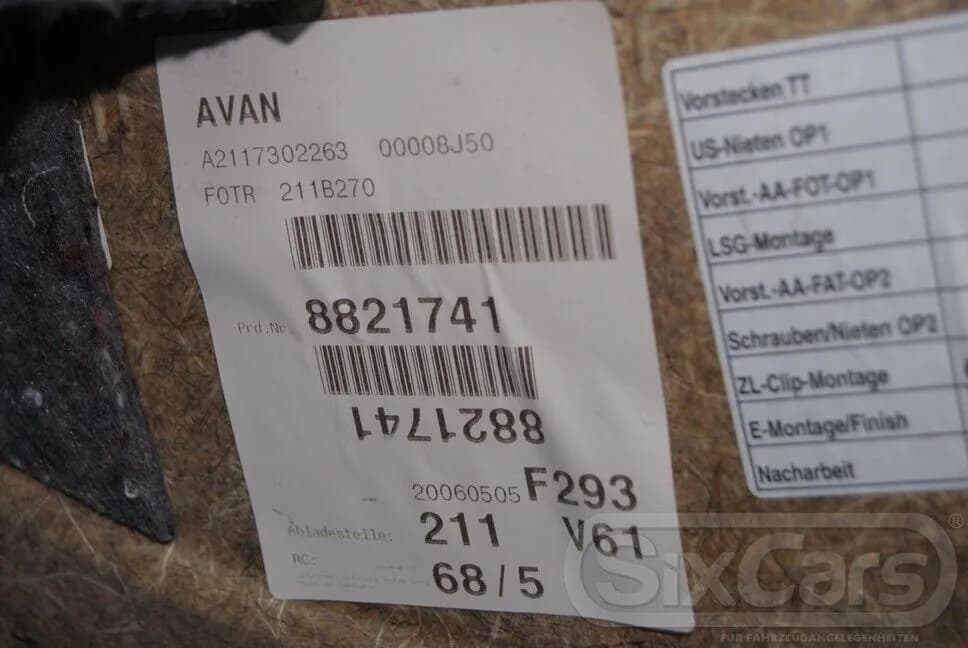 AVAN
A2117302263 00008J50
F0TR 211B270
Prd.Nr. 8821741
8821741
20060505 F293
Abladestelle: 211 V61
RC: 68/5
Vorstecken TT
US-Nieten OP1
Vorst.-AA-FOT-OP1
LSG-Montage
Vorst.-AA-FAT-OP2
Schrauben/Nieten OP2
ZL-Clip-Montage
E-Montage/Finish
Nacharbeit
SixCars®
FÜR FAHRZEUGANGELEGENHEITEN